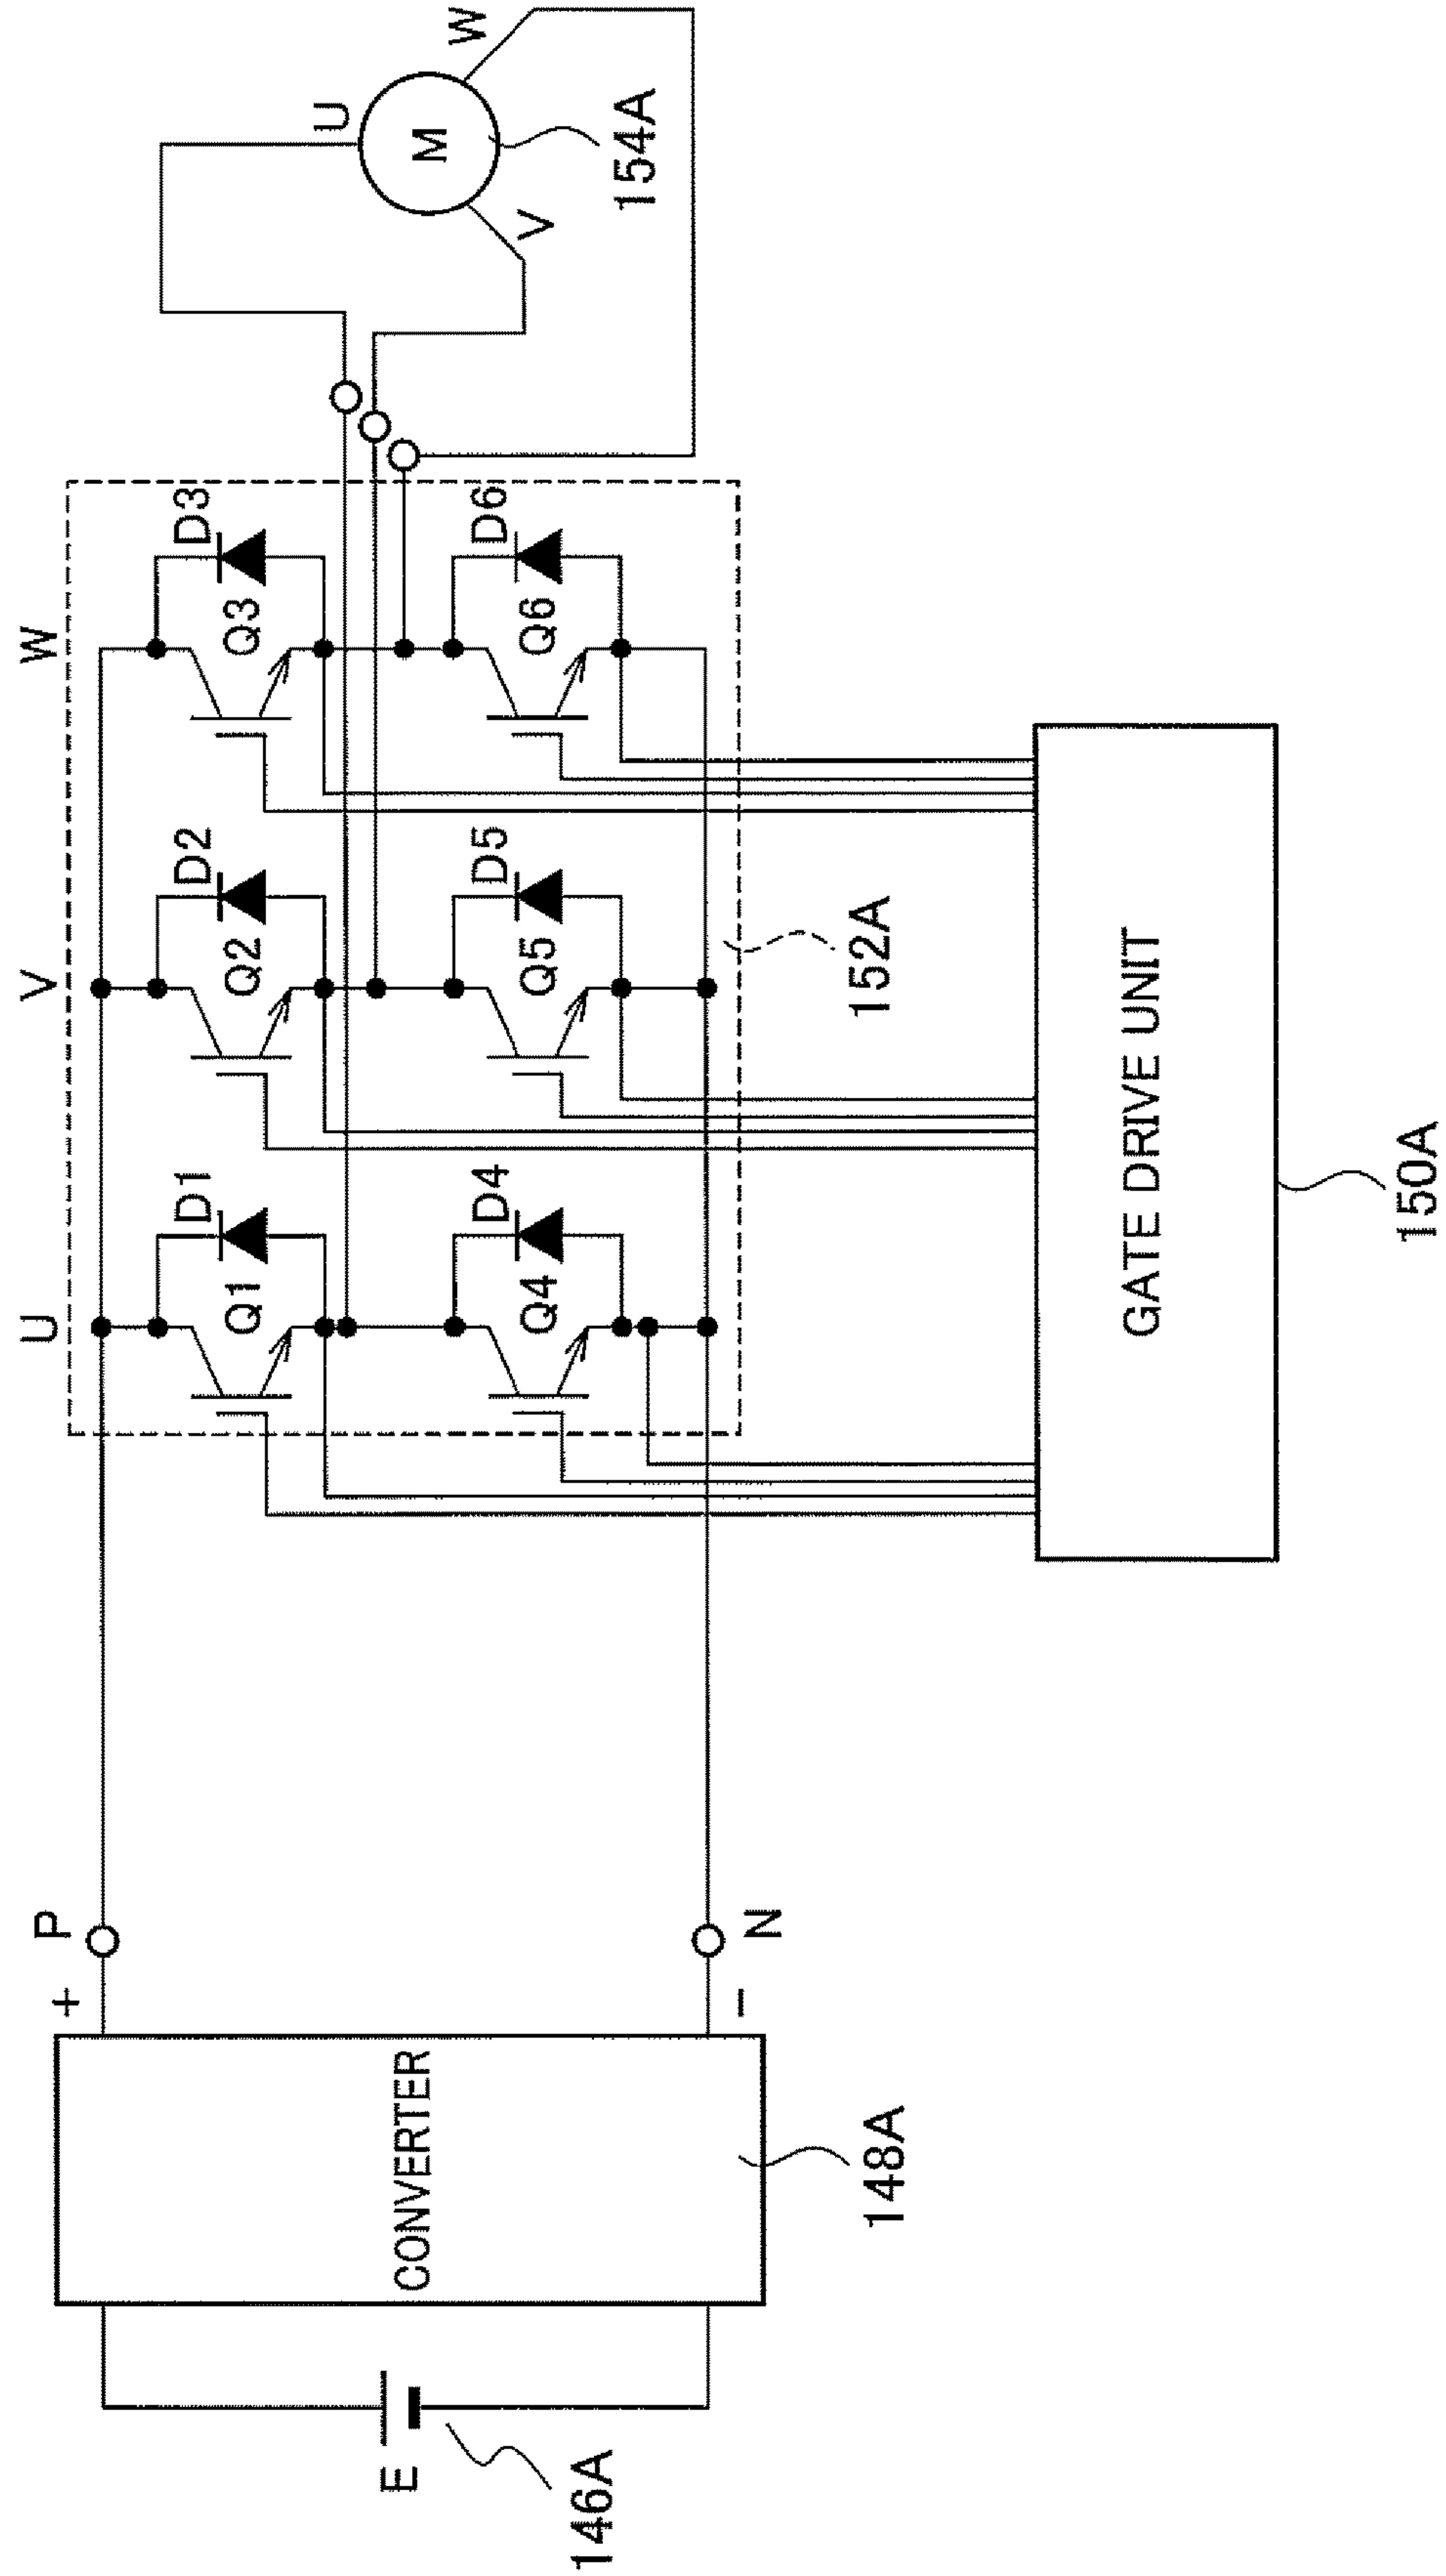 U
V
W
D1
D2
D3
Q1
Q2
Q3
D4
D5
D6
Q4
Q5
Q6
P
+
N
−
E
146A
CONVERTER
148A
152A
GATE DRIVE UNIT
150A
U
V
W
M
154A